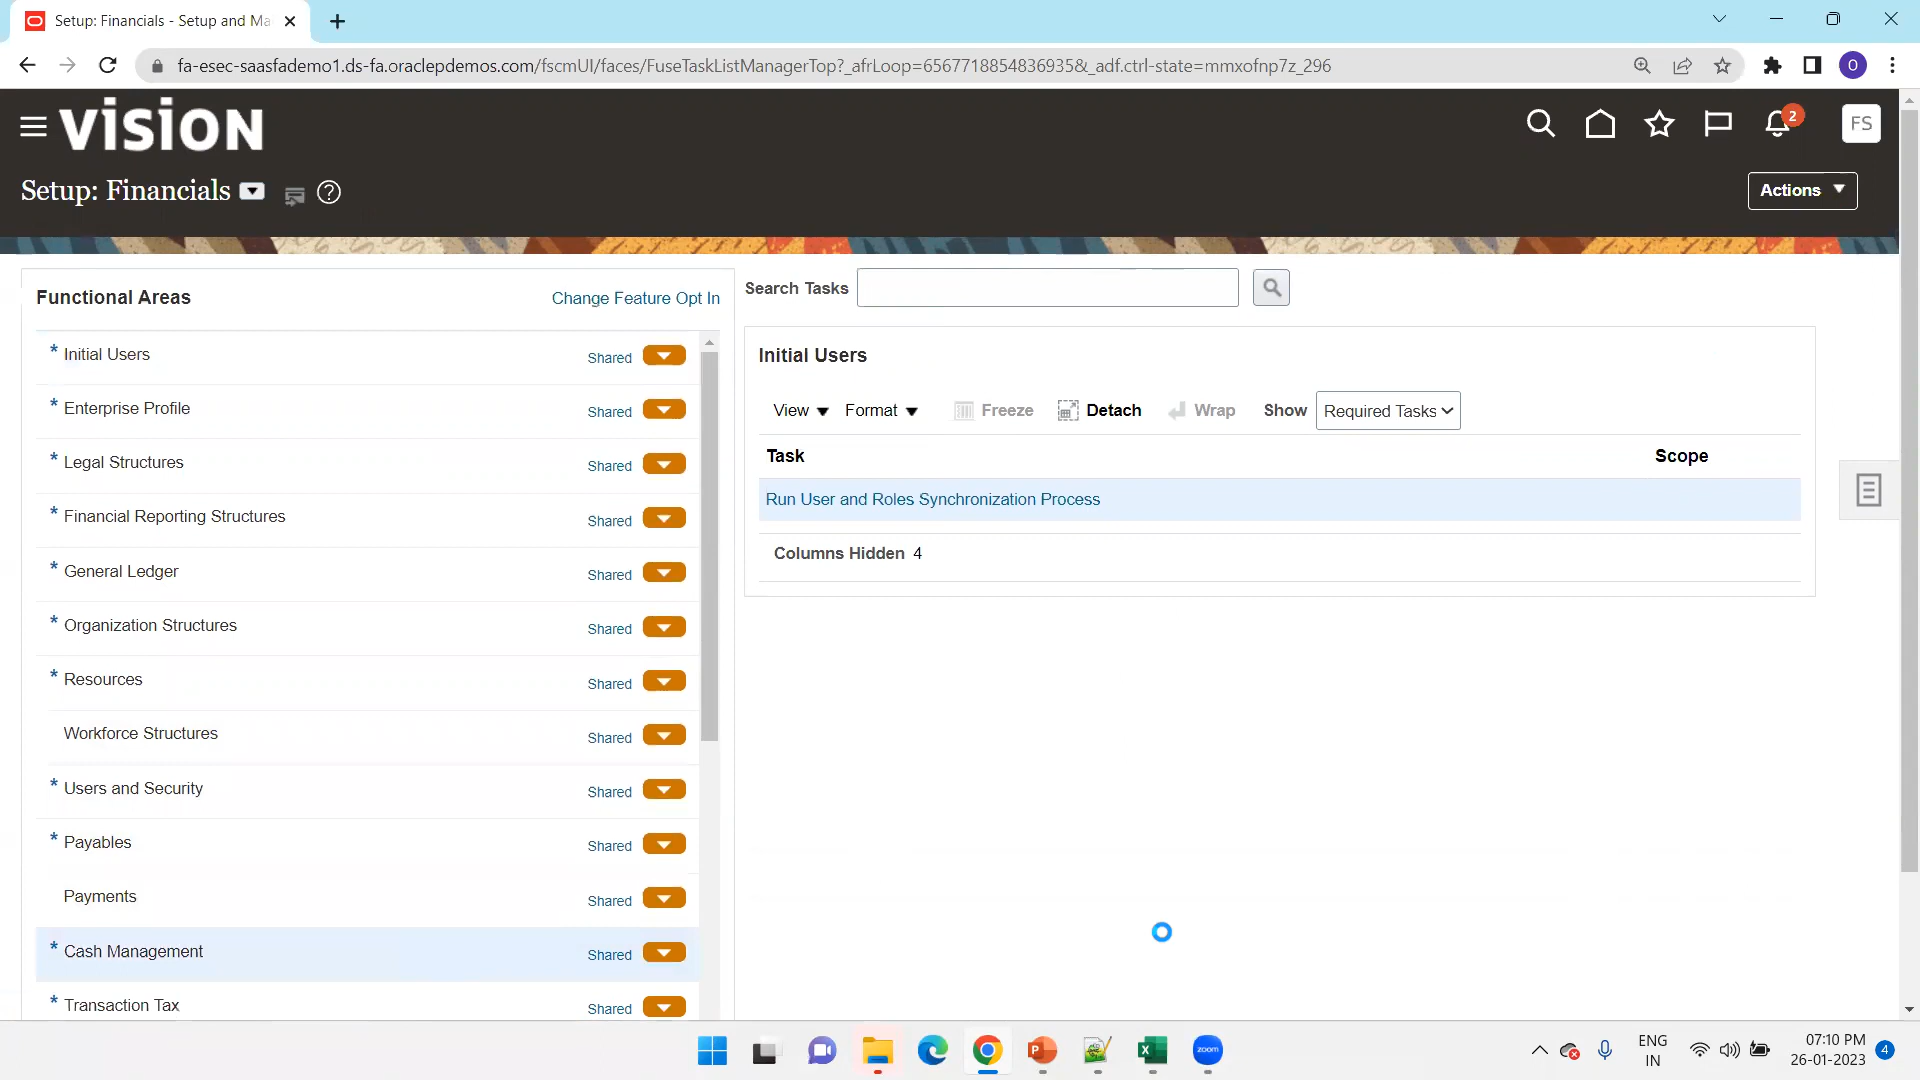 Setup: Financials - Setup and Ma
fa-esec-saasfademo1.ds-fa.oraclepdemos.com/fscmUI/faces/FuseTaskListManagerTop?_afrLoop=6567718854836935&_adf.ctrl-state=mmxofnp7z_296
O
VISION
2
FS
Setup: Financials
Actions
Functional Areas
Change Feature Opt In
* Initial Users Shared
* Enterprise Profile Shared
* Legal Structures Shared
* Financial Reporting Structures Shared
* General Ledger Shared
* Organization Structures Shared
* Resources Shared
Workforce Structures Shared
* Users and Security Shared
* Payables Shared
Payments Shared
* Cash Management Shared
* Transaction Tax Shared
Search Tasks
Initial Users
View Format Freeze Detach Wrap Show Required Tasks
Task Scope
Run User and Roles Synchronization Process
Columns Hidden 4
zoom
ENG
IN
07:10 PM
26-01-2023
4